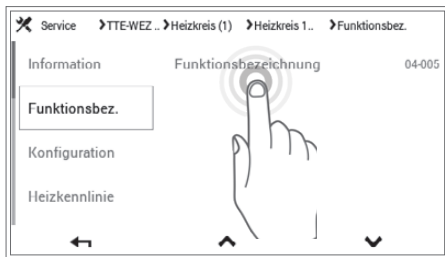 Service ❯TTE-WEZ .. ❯Heizkreis (1) ❯Heizkreis 1.. ❯Funktionsbez.
Information Funktionsbezeichnung 04-005
Funktionsbez.
Konfiguration
Heizkennlinie